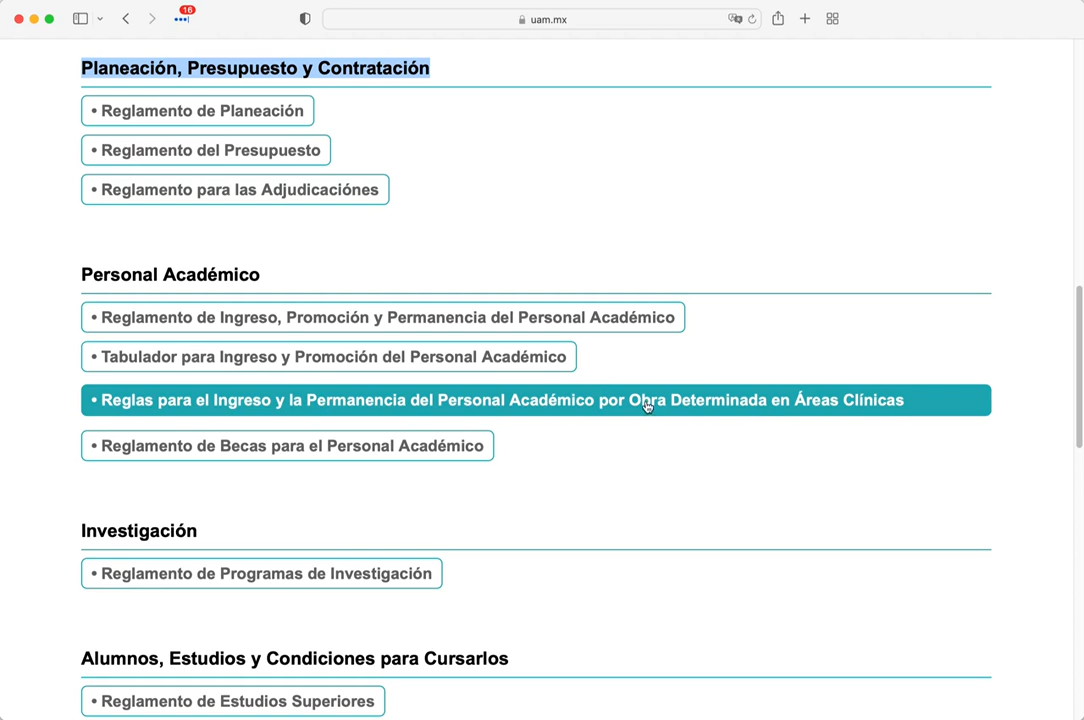 16
uam.mx
Planeación, Presupuesto y Contratación
• Reglamento de Planeación
• Reglamento del Presupuesto
• Reglamento para las Adjudicaciónes
Personal Académico
• Reglamento de Ingreso, Promoción y Permanencia del Personal Académico
• Tabulador para Ingreso y Promoción del Personal Académico
• Reglas para el Ingreso y la Permanencia del Personal Académico por Obra Determinada en Áreas Clínicas
• Reglamento de Becas para el Personal Académico
Investigación
• Reglamento de Programas de Investigación
Alumnos, Estudios y Condiciones para Cursarlos
• Reglamento de Estudios Superiores